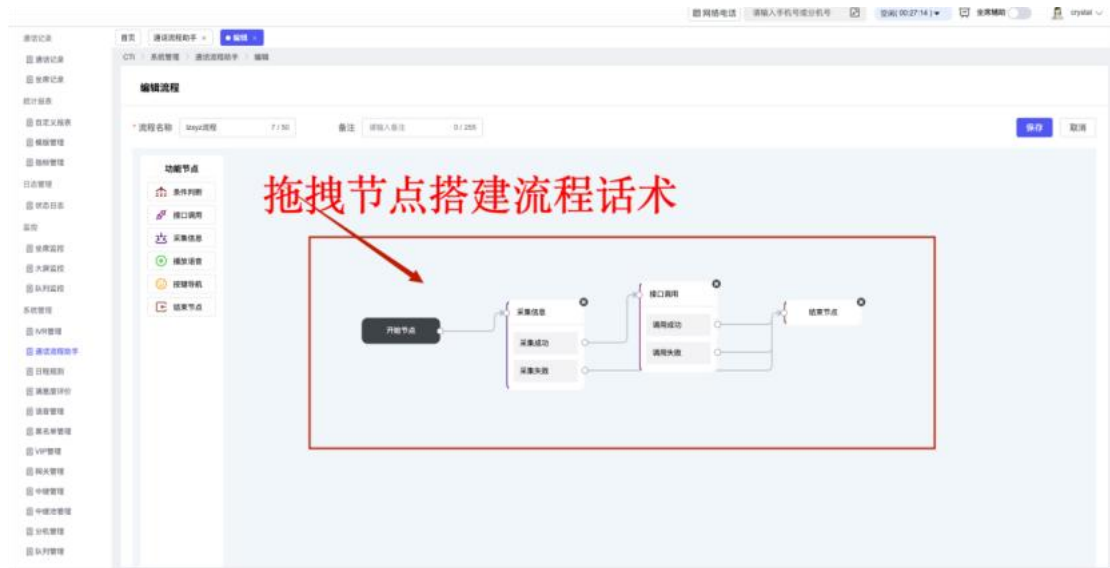 网络电话
请输入手机号或分机号
空闲( 00:27:14 )
坐席辅助
crystal
通话记录
通话记录
坐席记录
统计报表
自定义报表
模板管理
指标管理
日志管理
状态日志
监控
坐席监控
大屏监控
队列监控
系统管理
IVR管理
通话流程助手
日程规则
满意度评价
语音管理
黑名单管理
VIP管理
网关管理
中继管理
中继池管理
分机管理
队列管理
首页
通话流程助手 ×
编辑 ×
CTI
系统管理
通话流程助手
编辑
编辑流程
* 流程名称
7 / 50
备注
请输入备注
0 / 255
保存
取消
功能节点
条件判断
接口调用
采集信息
播放语音
按键导航
结束节点
拖拽节点搭建流程话术
开始节点
采集信息
采集成功
采集失败
接口调用
调用成功
调用失败
结束节点